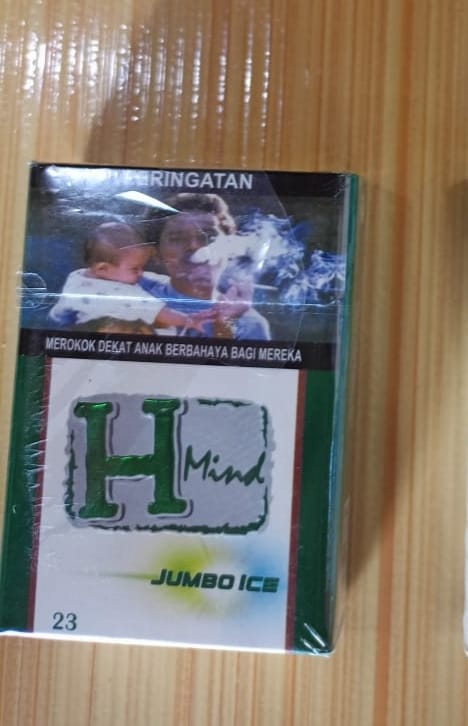 PERINGATAN
MEROKOK DEKAT ANAK BERBAHAYA BAGI MEREKA
H Mind
JUMBO ICE
23